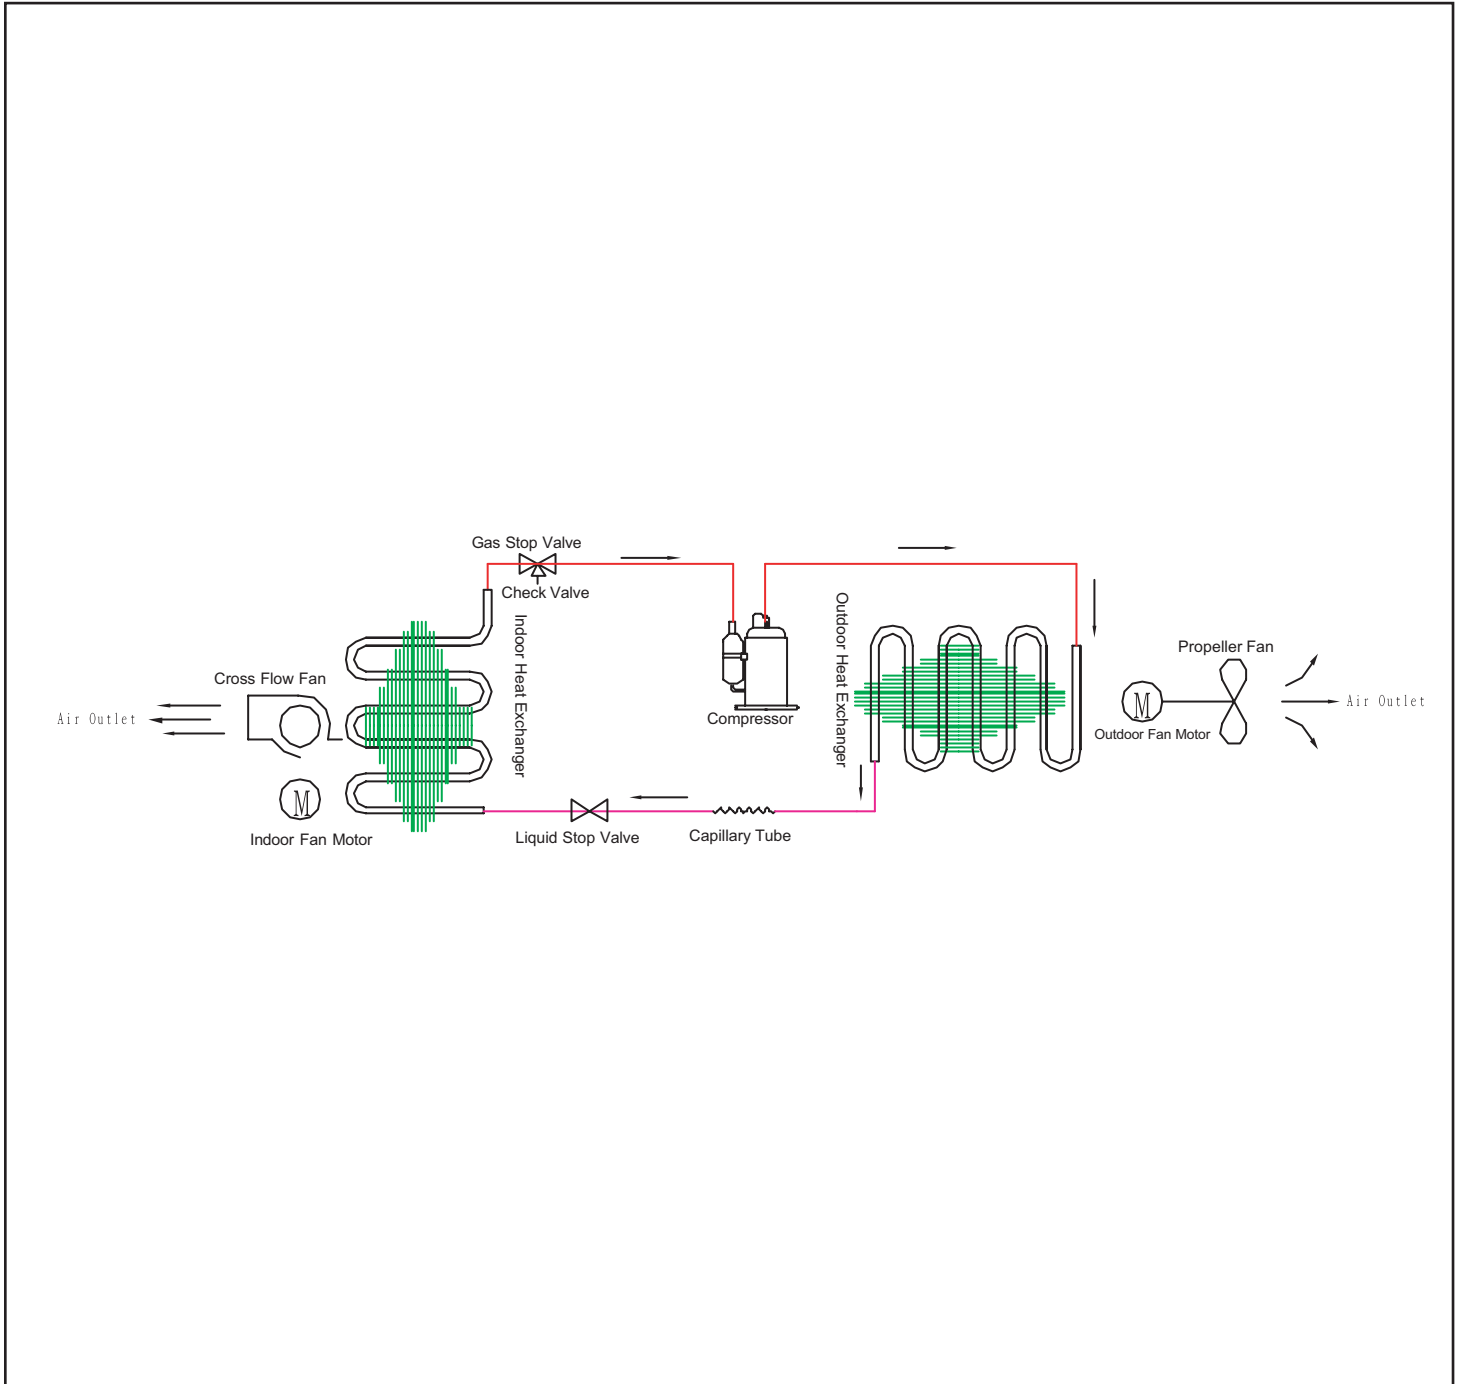 Gas Stop Valve
Check Valve
Indoor Heat Exchanger
Outdoor Heat Exchanger
Propeller Fan
Cross Flow Fan
Air Outlet
Compressor
M
Outdoor Fan Motor
Air Outlet
M
Indoor Fan Motor
Liquid Stop Valve
Capillary Tube